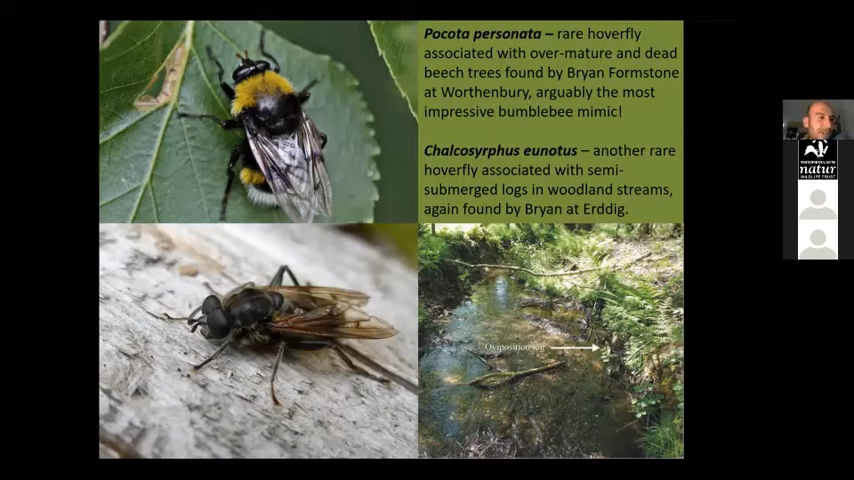 Pocota personata – rare hoverfly
associated with over-mature and dead
beech trees found by Bryan Formstone
at Worthenbury, arguably the most
impressive bumblebee mimic!
Chalcosyrphus eunotus – another rare
hoverfly associated with semi-
submerged logs in woodland streams,
again found by Bryan at Erddig.
Oviposition log
natur
WILDLIFE TRUST